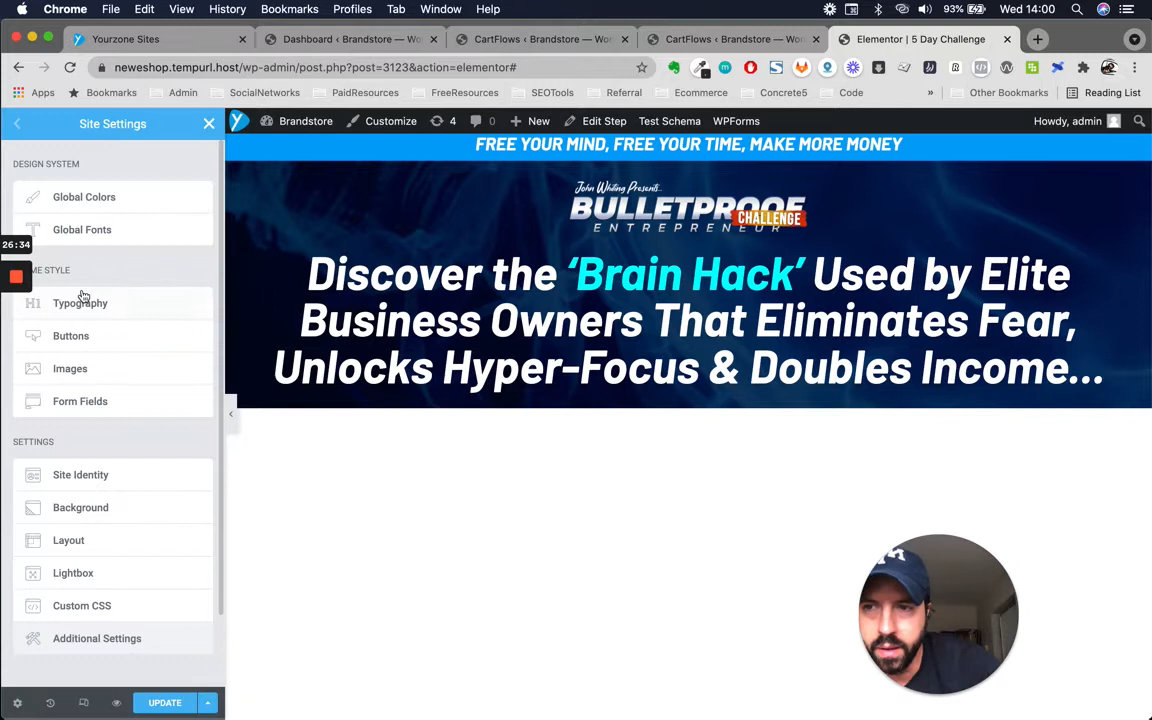 Chrome File Edit View History Bookmarks Profiles Tab Window Help 93% Wed 14:00
Yourzone Sites Dashboard ‹ Brandstore — Wo CartFlows ‹ Brandstore — Wor CartFlows ‹ Brandstore — Wor Elementor | 5 Day Challenge
neweshop.tempurl.host/wp-admin/post.php?post=3123&action=elementor#
Apps Bookmarks Admin SocialNetworks PaidResources FreeResources SEOTools Referral Ecommerce Concrete5 Code » Other Bookmarks Reading List
Site Settings
Brandstore Customize 4 New Edit Step Test Schema WPForms Howdy, admin
FREE YOUR MIND, FREE YOUR TIME, MAKE MORE MONEY
DESIGN SYSTEM
Global Colors
Global Fonts
26:34
ME STYLE
Typography
Buttons
Images
Form Fields
SETTINGS
Site Identity
Background
Layout
Lightbox
Custom CSS
Additional Settings
UPDATE
John Whiting Presents..
BULLETPROOF
CHALLENGE
ENTREPRENEUR
Discover the ‘Brain Hack’ Used by Elite
Business Owners That Eliminates Fear,
Unlocks Hyper-Focus & Doubles Income...